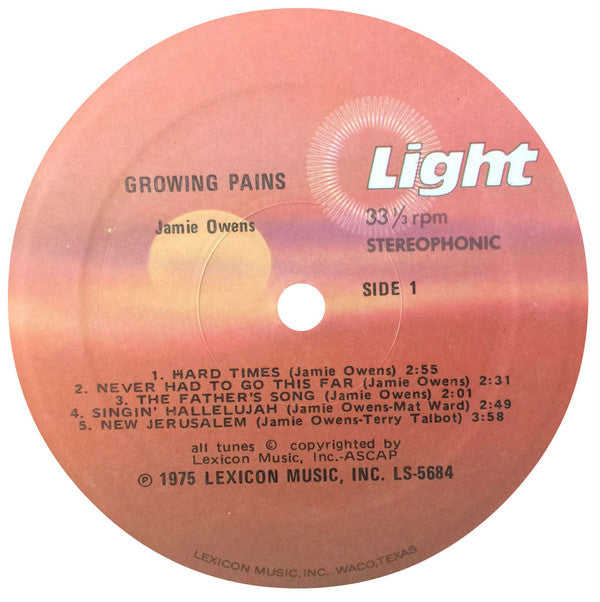 Light
GROWING PAINS
Jamie Owens
33 ⅓ rpm
STEREOPHONIC
SIDE 1
1. HARD TIMES (Jamie Owens) 2:55
2. NEVER HAD TO GO THIS FAR (Jamie Owens) 2:31
3. THE FATHER'S SONG (Jamie Owens) 2:01
4. SINGIN' HALLELUJAH (Jamie Owens-Mat Ward) 2:49
5. NEW JERUSALEM (Jamie Owens-Terry Talbot) 3:58
all tunes © copyrighted by
Lexicon Music, Inc.-ASCAP
℗ 1975 LEXICON MUSIC, INC. LS-5684
LEXICON MUSIC, INC. WACO, TEXAS